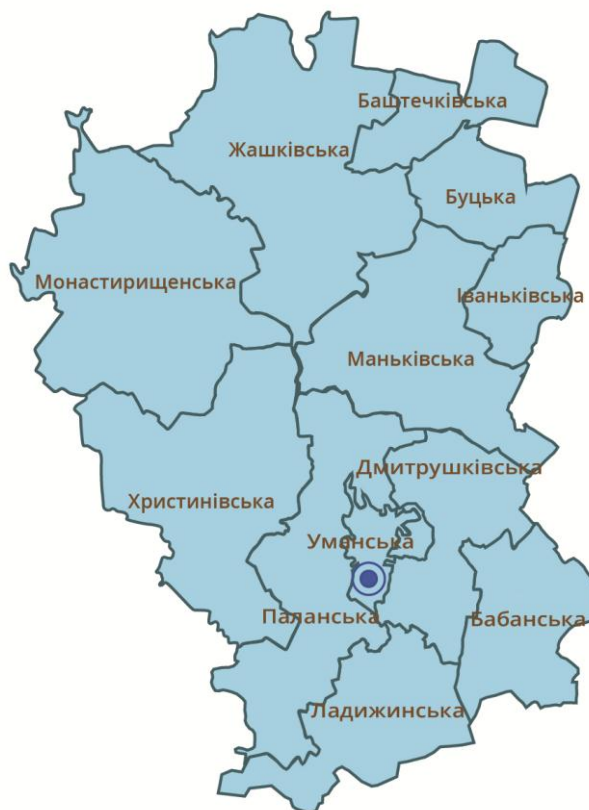 Баштечківська
Жашківська
Буцька
Монастирищенська
Іваньківська
Маньківська
Дмитрушківська
Христинівська
Уманська
Паланська
Бабанська
Ладижинська